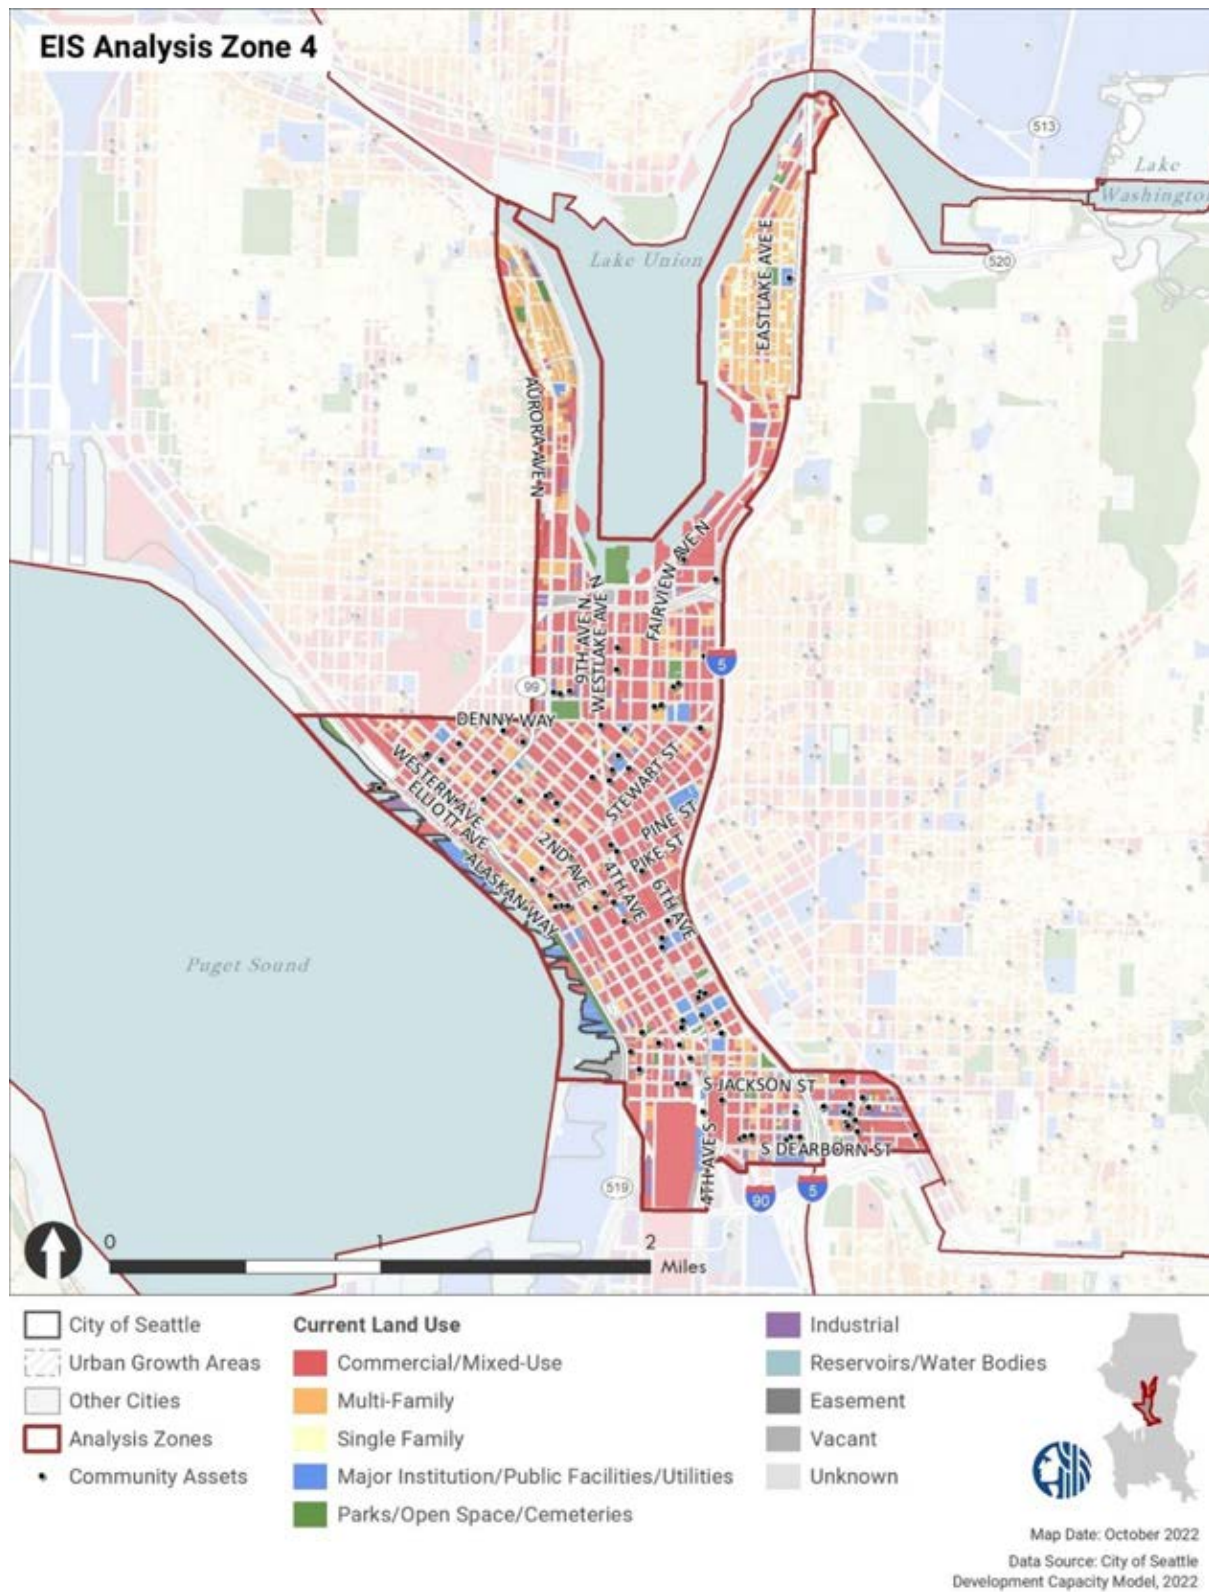 EIS Analysis Zone 4
513
Lake
Washington
Lake Union
520
EASTLAKE AVE E
AURORA AVE N
FAIRVIEW AVE N
9TH AVE N
WESTLAKE AVE N
5
99
DENNY WAY
WESTERN AVE
ELLIOTT AVE
STEWART ST
PINE ST
PIKE ST
2ND AVE
4TH AVE
6TH AVE
ALASKAN WAY
Puget Sound
S JACKSON ST
S DEARBORN ST
4TH AVE S
519
90
5
0 1 2
Miles
City of Seattle
Urban Growth Areas
Other Cities
Analysis Zones
Community Assets
Current Land Use
Commercial/Mixed-Use
Multi-Family
Single Family
Major Institution/Public Facilities/Utilities
Parks/Open Space/Cemeteries
Industrial
Reservoirs/Water Bodies
Easement
Vacant
Unknown
Map Date: October 2022
Data Source: City of Seattle
Development Capacity Model, 2022